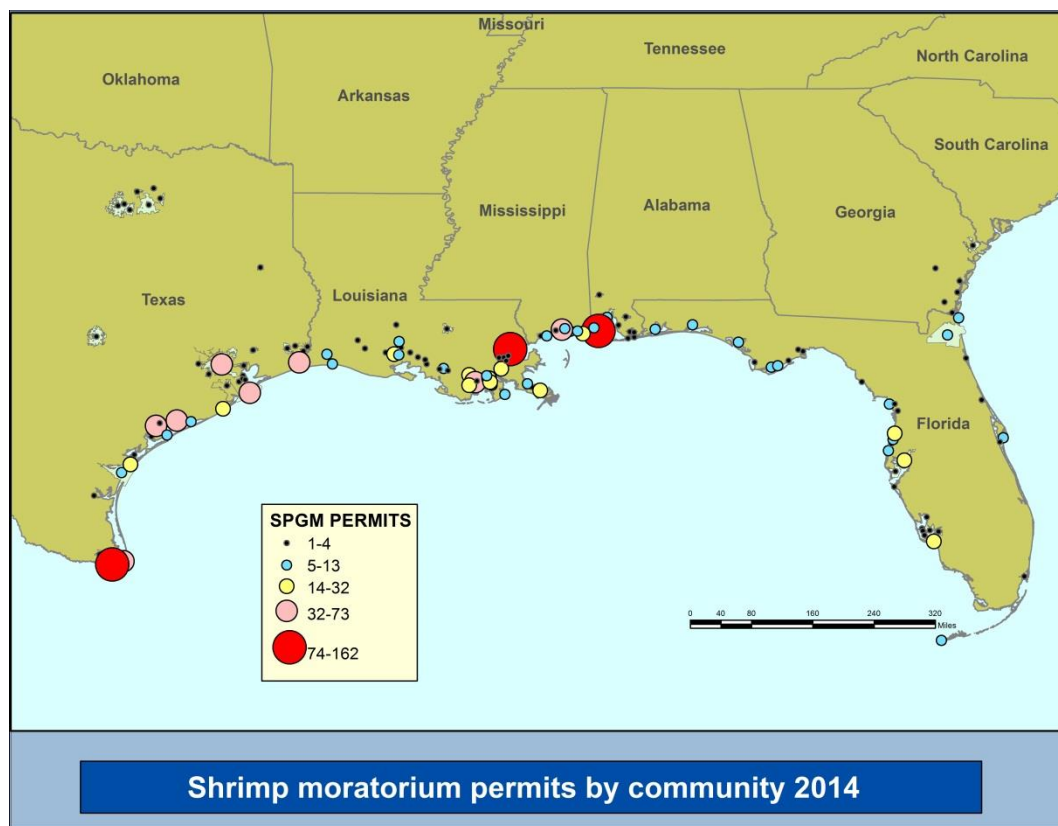 Missouri
Tennessee
North Carolina
Oklahoma
Arkansas
South Carolina
Mississippi
Alabama
Georgia
Texas
Louisiana
Florida
SPGM PERMITS
1-4
5-13
14-32
32-73
74-162
0 40 80 160 240 320
Miles
Shrimp moratorium permits by community 2014